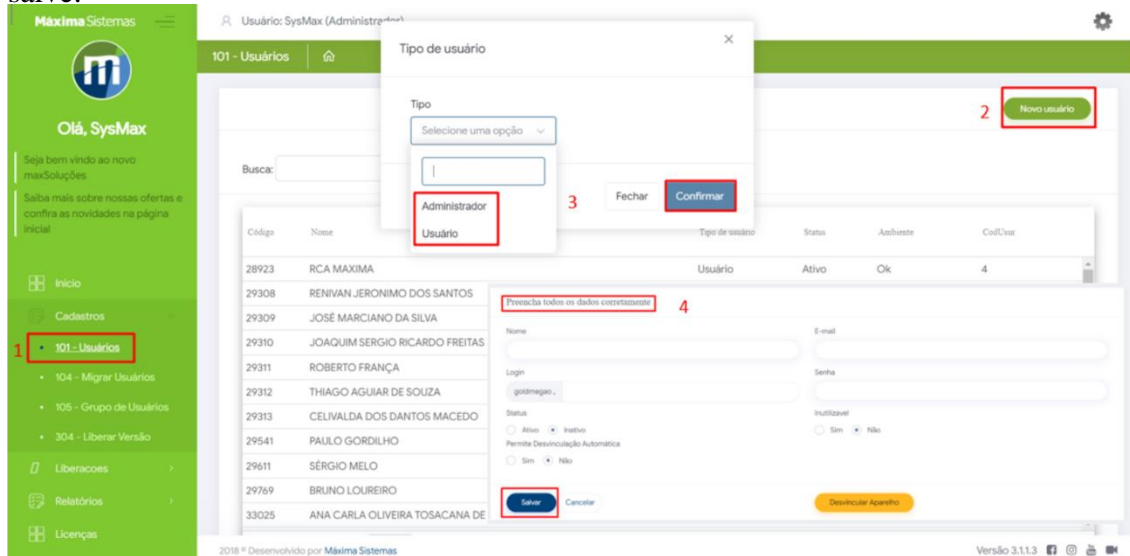 Máxima Sistemas
Olá, SysMax
Seja bem vindo ao novo
maxSoluções
Saiba mais sobre nossas ofertas e
confira as novidades na página
inicial
Início
Cadastros
1
101 - Usuários
104 - Migrar Usuários
105 - Grupo de Usuários
304 - Liberar Versão
Liberacoes
Relatórios
Licenças
Usuário: SysMax (Administrador)
101 - Usuários
2
Novo usuário
Busca:
Tipo de usuário
Tipo
Selecione uma opção
Administrador
Usuário
3
Fechar
Confirmar
Código Nome Tipo de usuário Status Ambiente CodUsur
28923 RCA MAXIMA Usuário Ativo Ok 4
29308 RENIVAN JERONIMO DOS SANTOS
29309 JOSÉ MARCIANO DA SILVA
29310 JOAQUIM SERGIO RICARDO FREITAS
29311 ROBERTO FRANÇA
29312 THIAGO AGUIAR DE SOUZA
29313 CELIVALDA DOS DANTOS MACEDO
29541 PAULO GORDILHO
29611 SÉRGIO MELO
29769 BRUNO LOUREIRO
33025 ANA CARLA OLIVEIRA TOSACANA DE
Preencha todos os dados corretamente
4
Nome E-mail
Login Senha
goldmegao.
Status Inutilizavel
Ativo Inativo Sim Não
Permite Desvinculação Automática
Sim Não
Salvar Cancelar Desvincular Aparelho
2018 © Desenvolvido por Máxima Sistemas
Versão 3.1.1.3